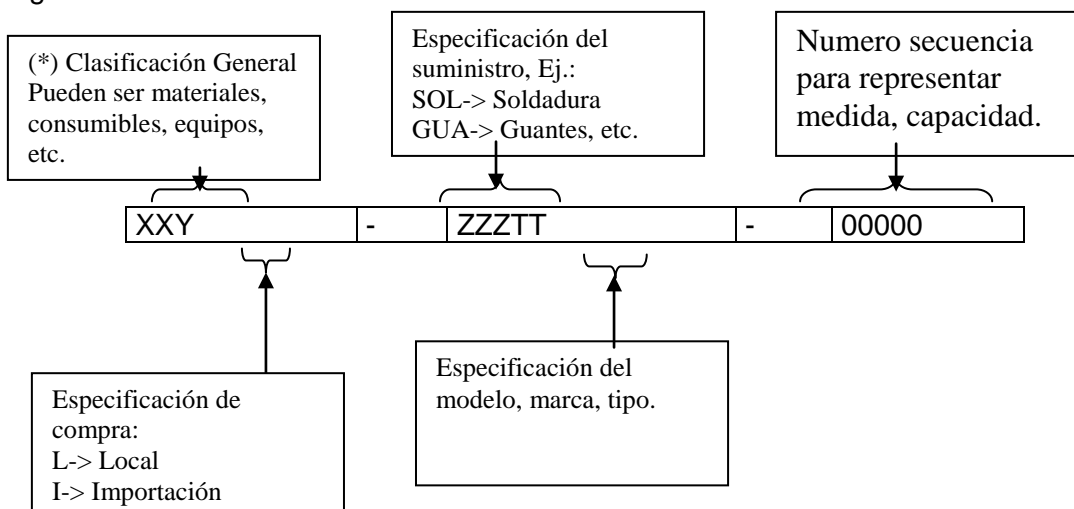 (*) Clasificación General
Pueden ser materiales,
consumibles, equipos,
etc.
Especificación del
suministro, Ej.:
SOL-> Soldadura
GUA-> Guantes, etc.
Numero secuencia
para representar
medida, capacidad.
XXY - ZZZTT - 00000
Especificación de
compra:
L-> Local
I-> Importación
Especificación del
modelo, marca, tipo.